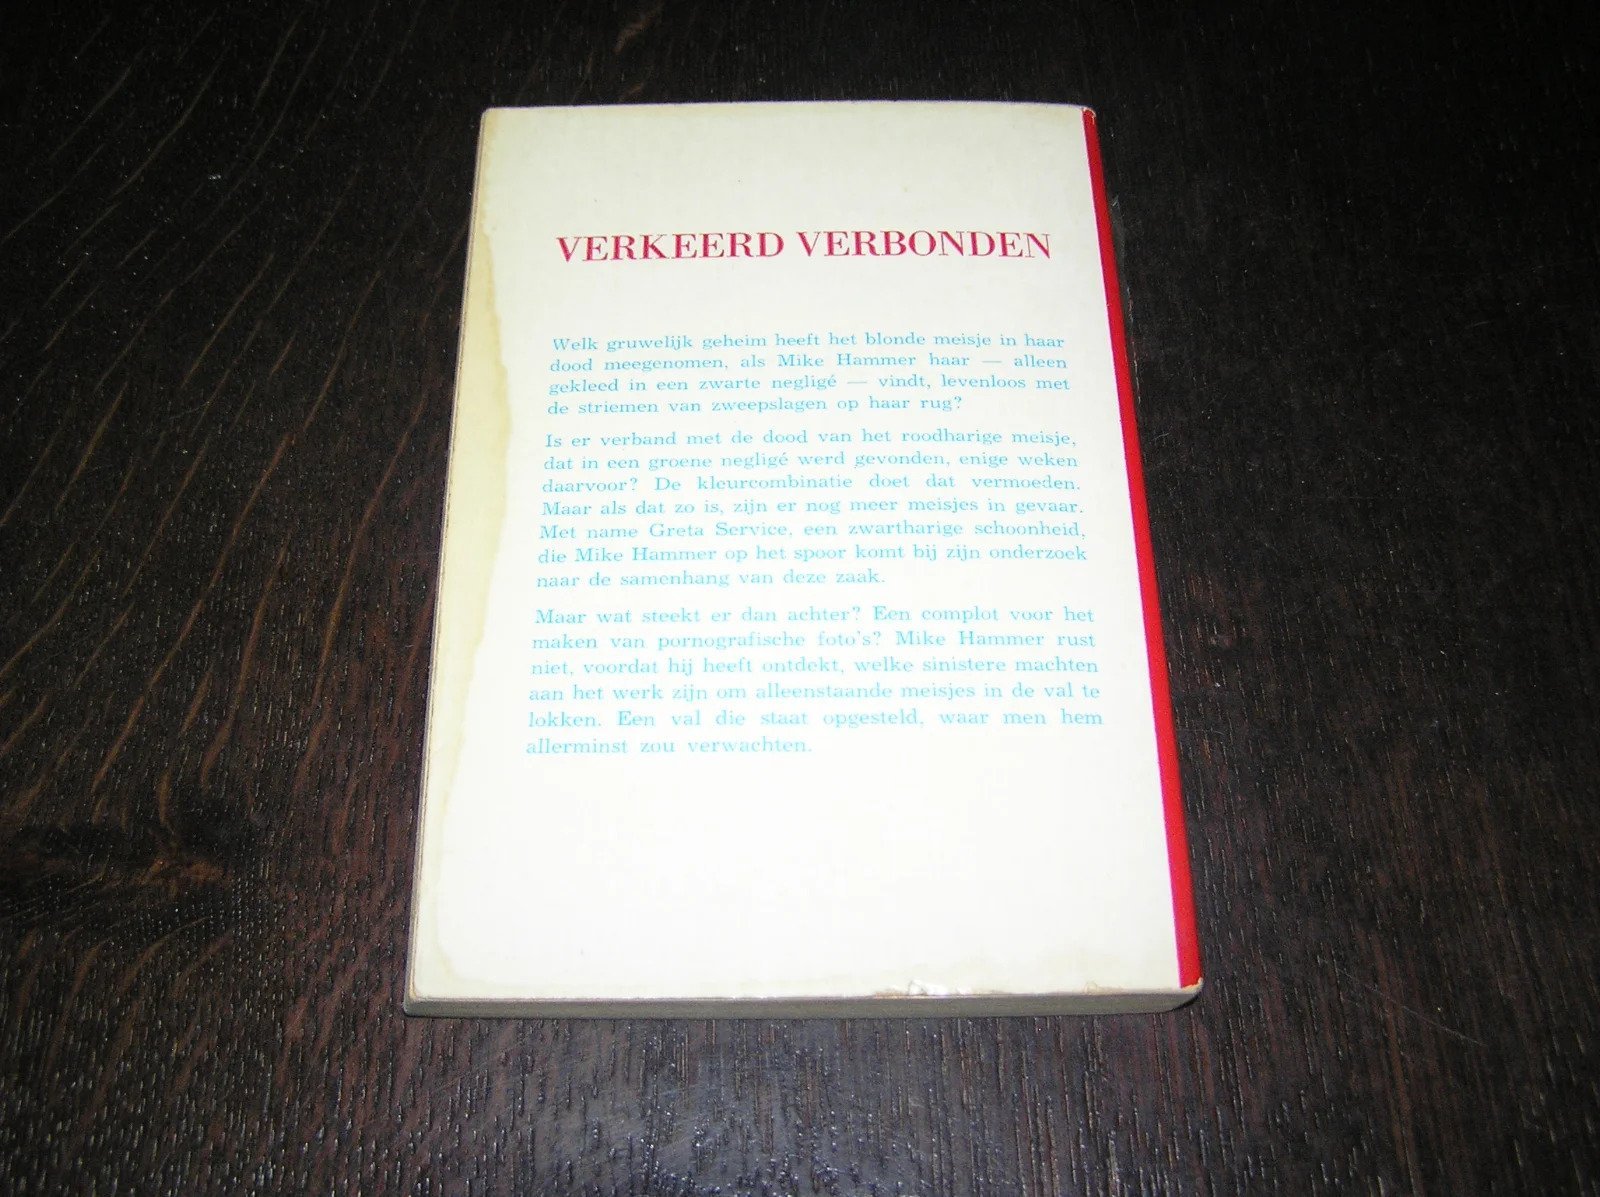 VERKEERD VERBONDEN
Welk gruwelijk geheim heeft het blonde meisje in haar
dood meegenomen, als Mike Hammer haar — alleen
gekleed in een zwarte negligé — vindt, levenloos met
de striemen van zweepslagen op haar rug?
Is er verband met de dood van het roodharige meisje,
dat in een groene negligé werd gevonden, enige weken
daarvoor? De kleurcombinatie doet dat vermoeden.
Maar als dat zo is, zijn er nog meer meisjes in gevaar.
Met name Greta Service, een zwartharige schoonheid,
die Mike Hammer op het spoor komt bij zijn onderzoek
naar de samenhang van deze zaak.
Maar wat steekt er dan achter? Een complot voor het
maken van pornografische foto's? Mike Hammer rust
niet, voordat hij heeft ontdekt, welke sinistere machten
aan het werk zijn om alleenstaande meisjes in de val te
lokken. Een val die staat opgesteld, waar men hem
allerminst zou verwachten.